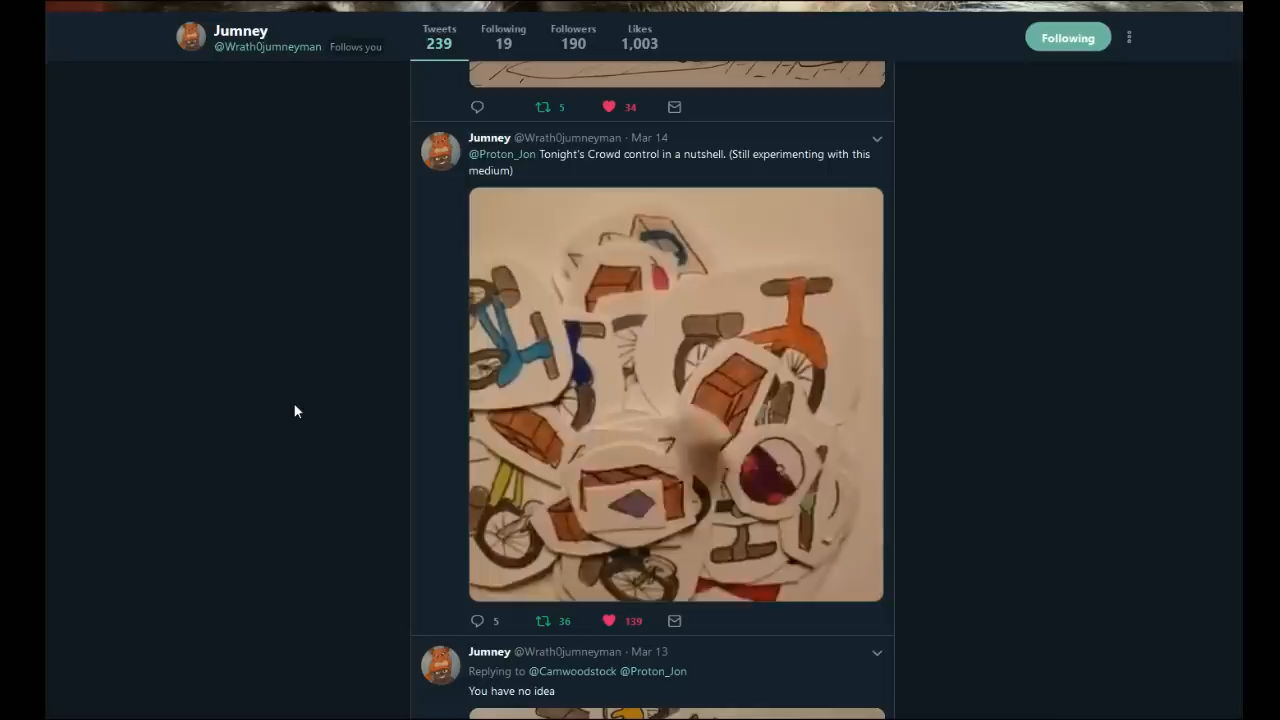 Jumney
@Wrath0jumneyman Follows you
Tweets
239
Following
19
Followers
190
Likes
1,003
Following
5
34
Jumney @Wrath0jumneyman · Mar 14
@Proton_Jon Tonight's Crowd control in a nutshell. (Still experimenting with this
medium)
5
36
139
Jumney @Wrath0jumneyman · Mar 13
Replying to @Camwoodstock @Proton_Jon
You have no idea